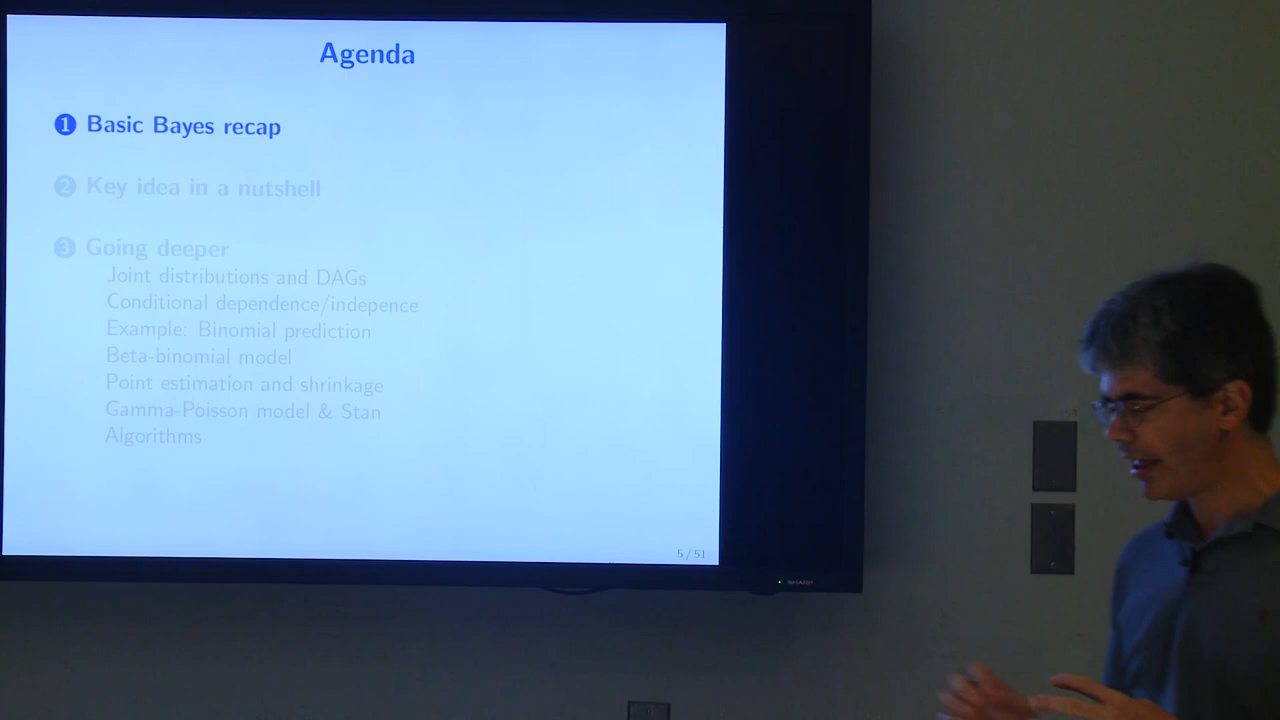 Agenda
1 Basic Bayes recap
2 Key idea in a nutshell
3 Going deeper
Joint distributions and DAGs
Conditional dependence/indepence
Example: Binomial prediction
Beta-binomial model
Point estimation and shrinkage
Gamma-Poisson model & Stan
Algorithms
5 / 51
SHARP